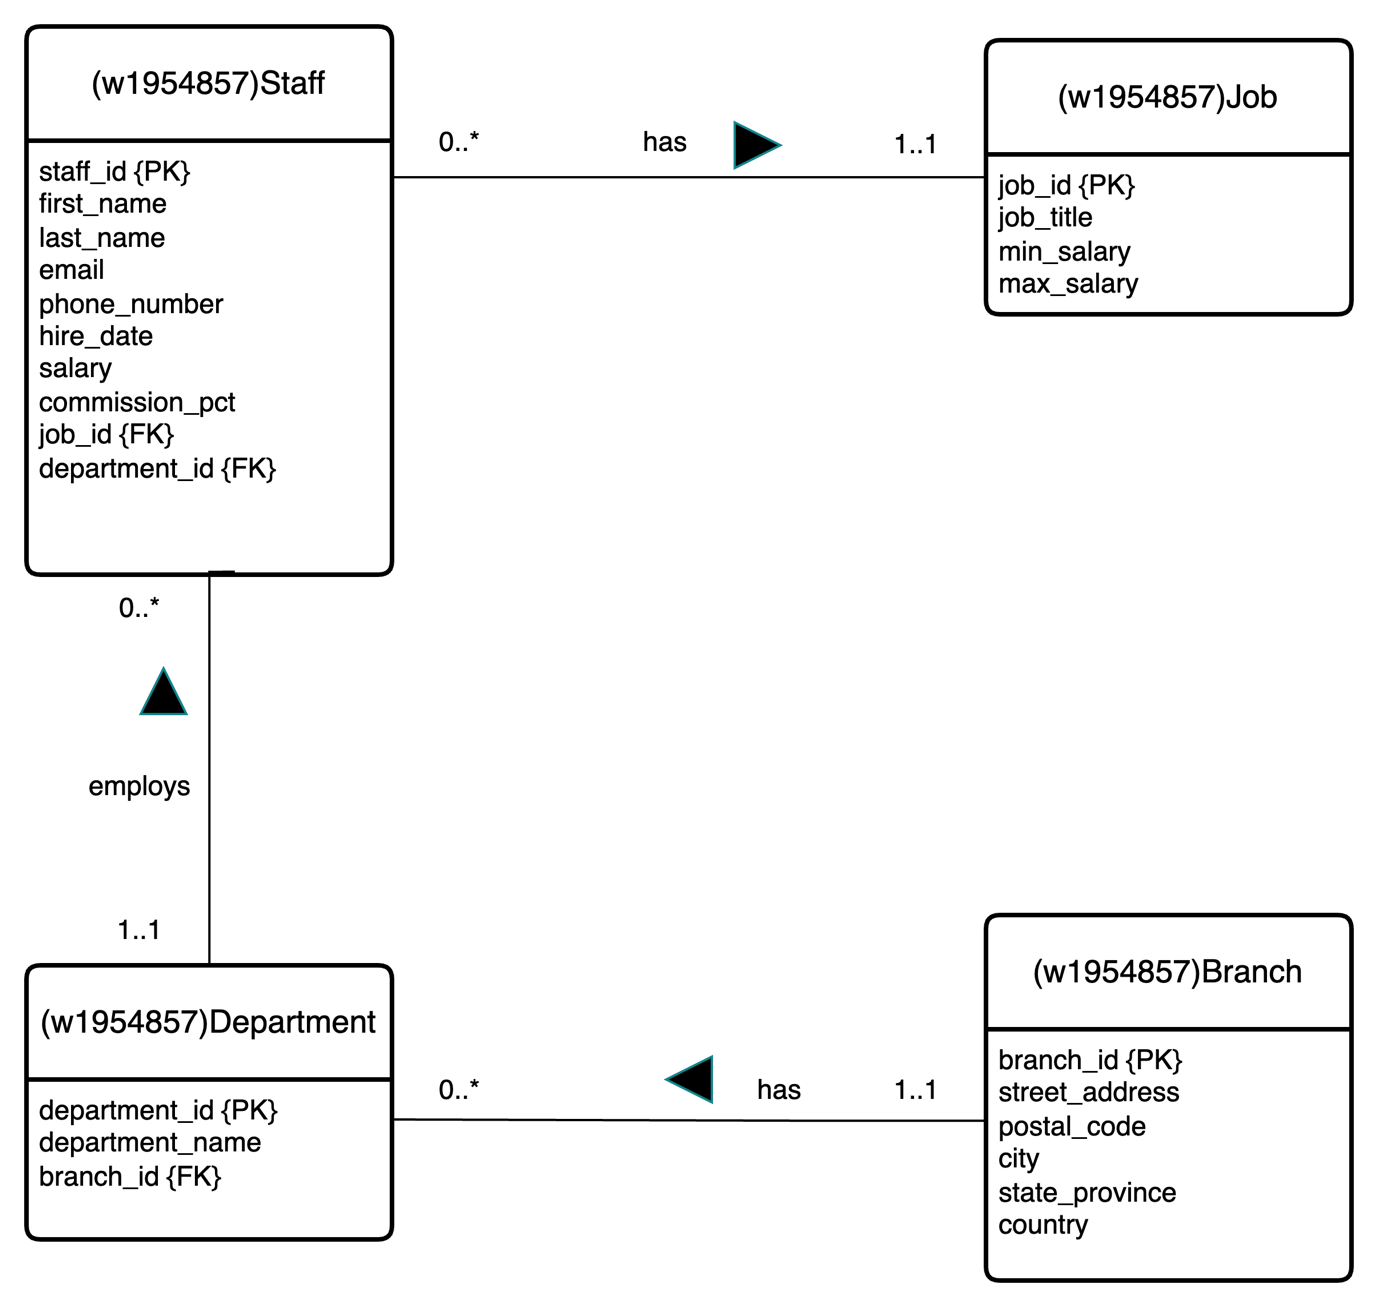 (w1954857)Staff
staff_id {PK}
first_name
last_name
email
phone_number
hire_date
salary
commission_pct
job_id {FK}
department_id {FK}
0..*
has
1..1
(w1954857)Job
job_id {PK}
job_title
min_salary
max_salary
0..*
employs
1..1
(w1954857)Department
department_id {PK}
department_name
branch_id {FK}
0..*
has
1..1
(w1954857)Branch
branch_id {PK}
street_address
postal_code
city
state_province
country